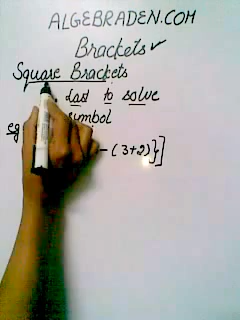 ALGEBRADEN.COM
Brackets ✓
Square Brackets
Last to solve
symbol
eg
- (3+2)}]